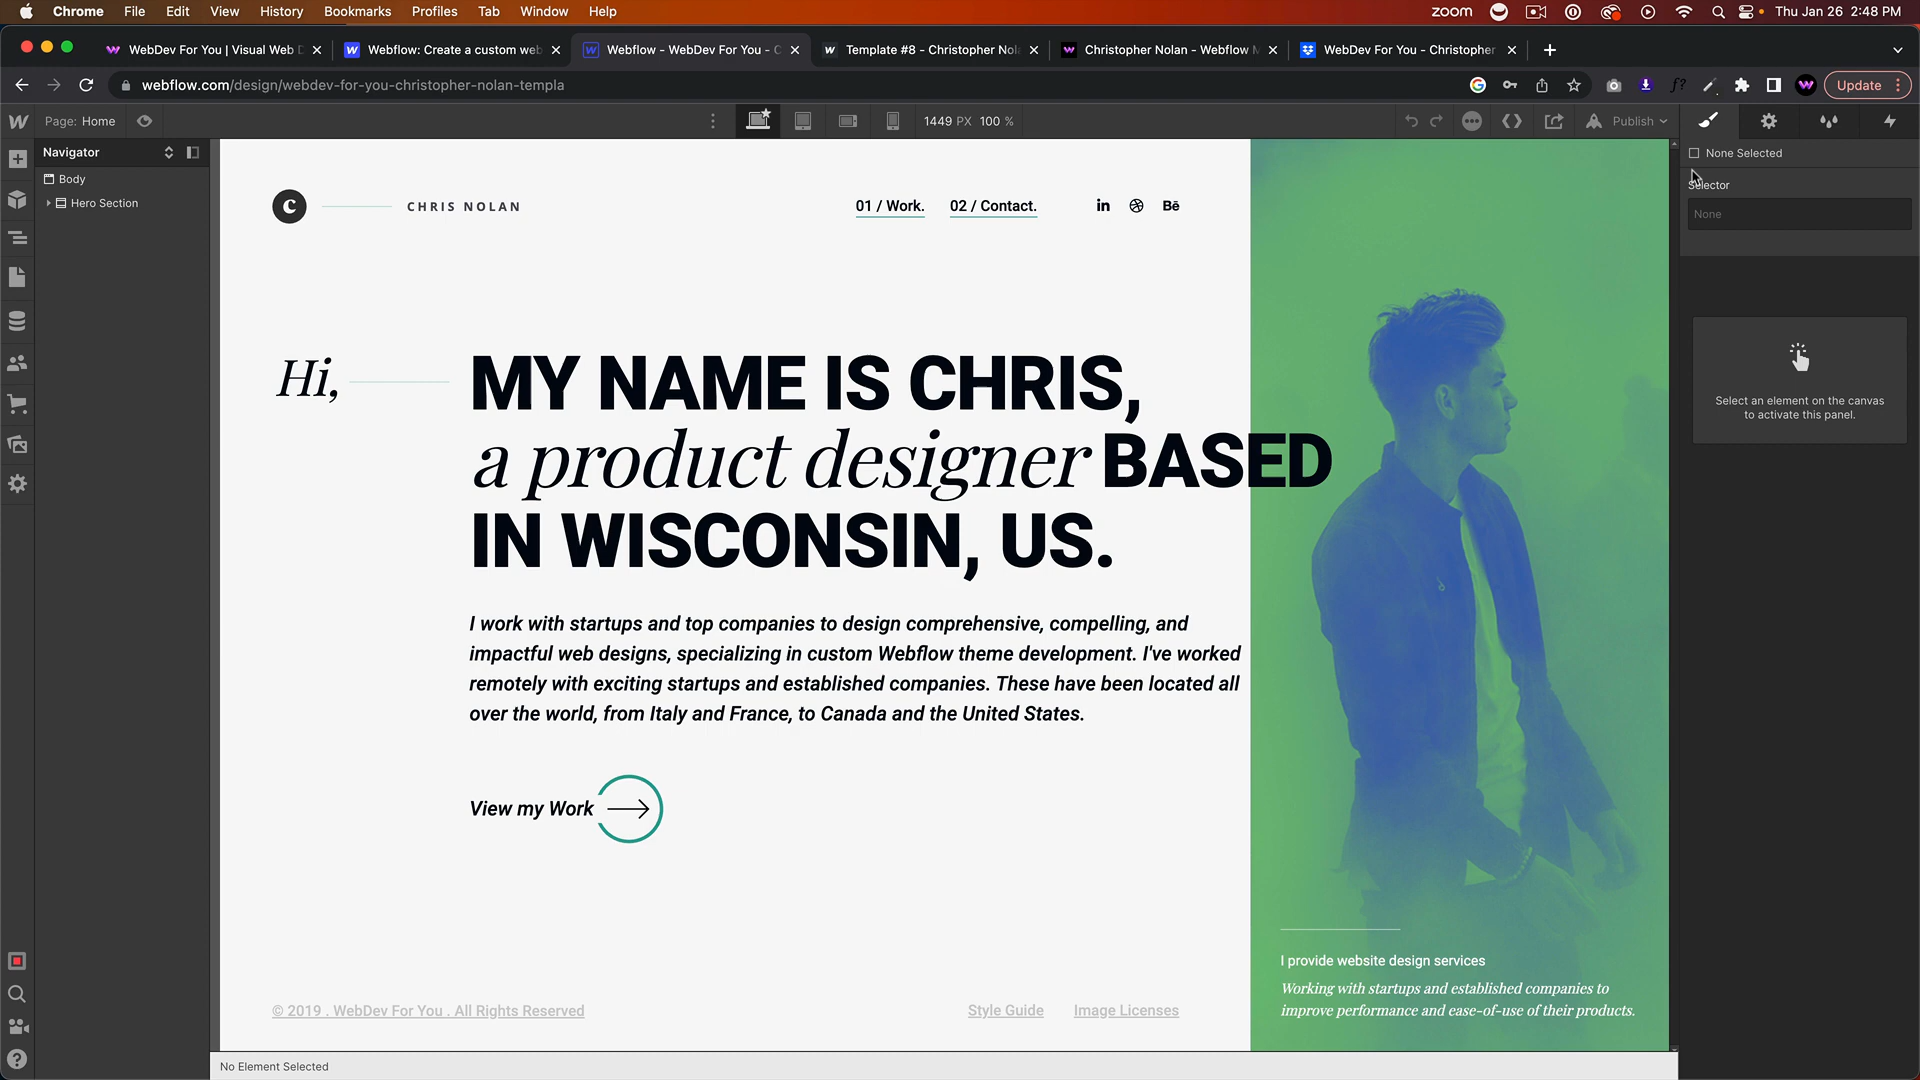 Chrome File Edit View History Bookmarks Profiles Tab Window Help
zoom Thu Jan 26 2:48 PM
WebDev For You | Visual Web D
Webflow: Create a custom web
Webflow - WebDev For You - C
Template #8 - Christopher Nola
Christopher Nolan - Webflow M
WebDev For You - Christopher
webflow.com/design/webdev-for-you-christopher-nolan-templa
f?
Update
Page: Home
1449 PX 100 %
Publish
Navigator
Body
Hero Section
None Selected
Selector
None
Select an element on the canvas
to activate this panel.
C
CHRIS NOLAN
01 / Work.
02 / Contact.
in
Bē
Hi,
MY NAME IS CHRIS,
a product designer BASED
IN WISCONSIN, US.
I work with startups and top companies to design comprehensive, compelling, and
impactful web designs, specializing in custom Webflow theme development. I've worked
remotely with exciting startups and established companies. These have been located all
over the world, from Italy and France, to Canada and the United States.
View my Work
I provide website design services
Working with startups and established companies to
improve performance and ease-of-use of their products.
© 2019 . WebDev For You . All Rights Reserved
Style Guide
Image Licenses
No Element Selected